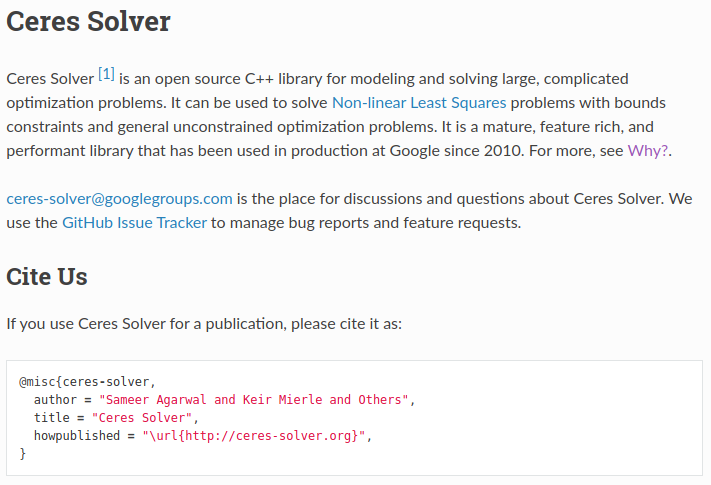 Ceres Solver
Ceres Solver [1] is an open source C++ library for modeling and solving large, complicated
optimization problems. It can be used to solve Non-linear Least Squares problems with bounds
constraints and general unconstrained optimization problems. It is a mature, feature rich, and
performant library that has been used in production at Google since 2010. For more, see Why?.
ceres-solver@googlegroups.com is the place for discussions and questions about Ceres Solver. We
use the GitHub Issue Tracker to manage bug reports and feature requests.
Cite Us
If you use Ceres Solver for a publication, please cite it as:
@misc{ceres-solver,
  author = "Sameer Agarwal and Keir Mierle and Others",
  title = "Ceres Solver",
  howpublished = "\url{http://ceres-solver.org}",
}